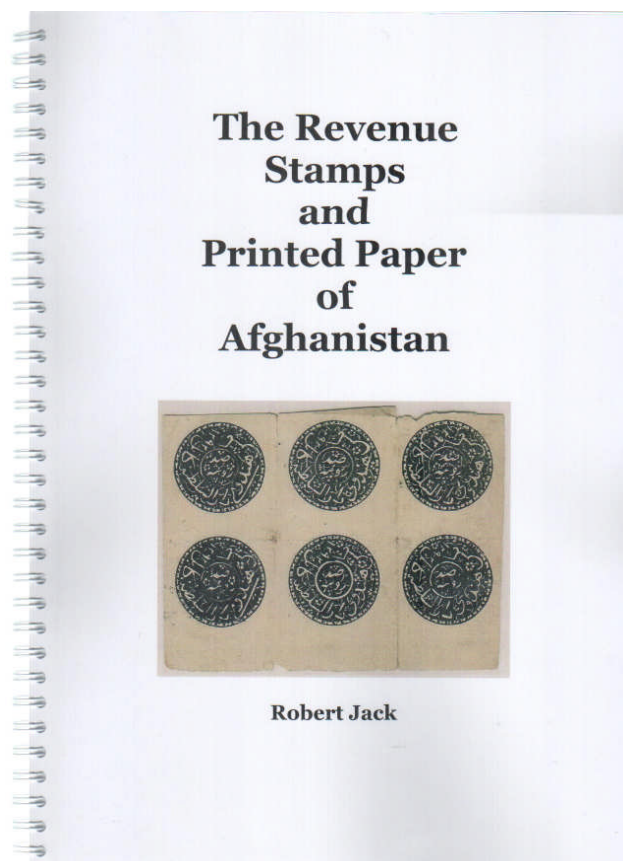 The Revenue
Stamps
and
Printed Paper
of
Afghanistan
Robert Jack